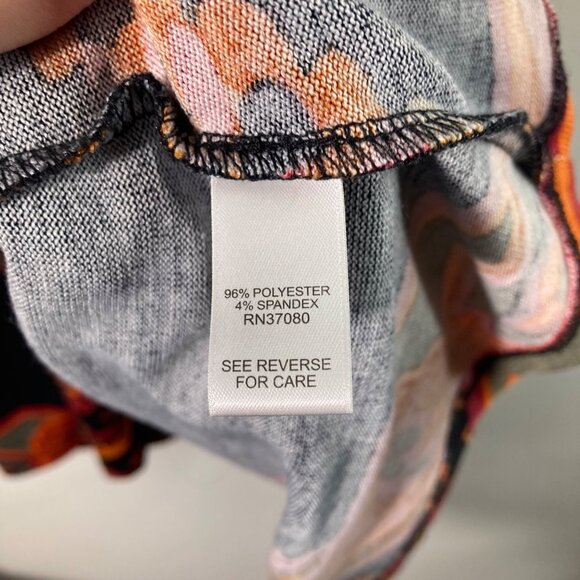 96% POLYESTER
4% SPANDEX
RN37080
SEE REVERSE
FOR CARE